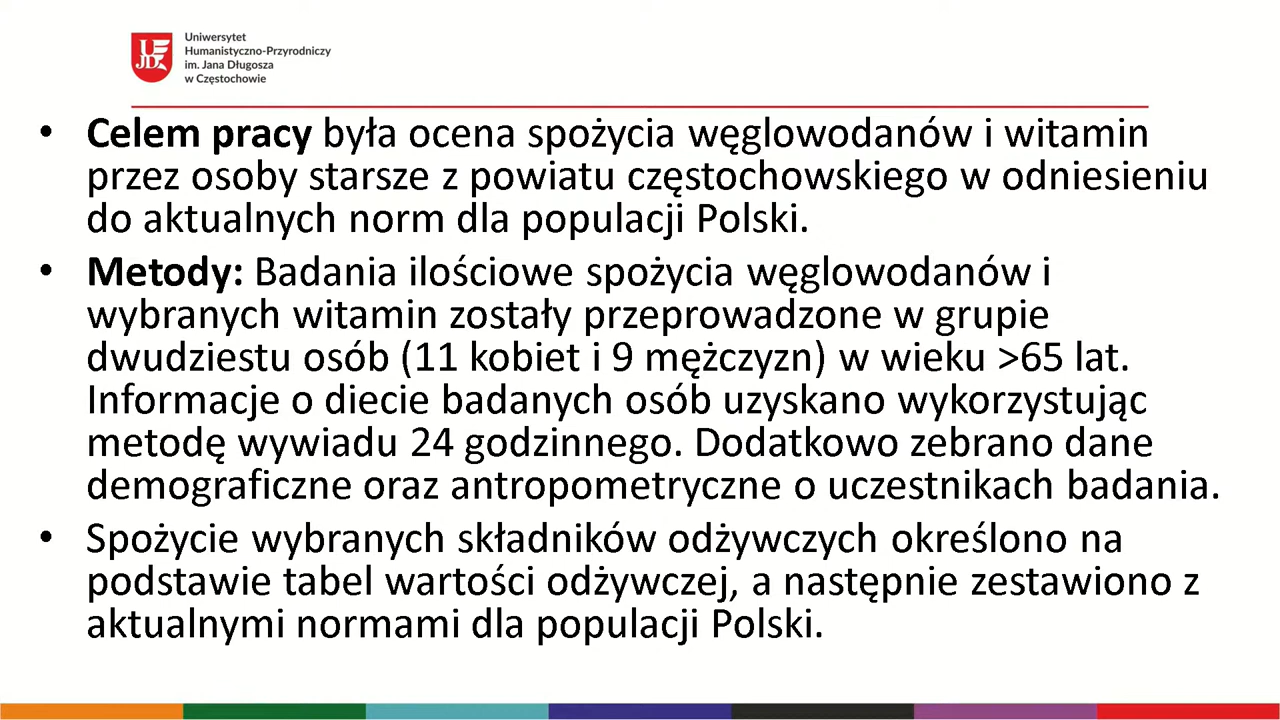 UJD
Uniwersytet
Humanistyczno-Przyrodniczy
im. Jana Długosza
w Częstochowie
• Celem pracy była ocena spożycia węglowodanów i witamin
przez osoby starsze z powiatu częstochowskiego w odniesieniu
do aktualnych norm dla populacji Polski.
• Metody: Badania ilościowe spożycia węglowodanów i
wybranych witamin zostały przeprowadzone w grupie
dwudziestu osób (11 kobiet i 9 mężczyzn) w wieku >65 lat.
Informacje o diecie badanych osób uzyskano wykorzystując
metodę wywiadu 24 godzinnego. Dodatkowo zebrano dane
demograficzne oraz antropometryczne o uczestnikach badania.
• Spożycie wybranych składników odżywczych określono na
podstawie tabel wartości odżywczej, a następnie zestawiono z
aktualnymi normami dla populacji Polski.